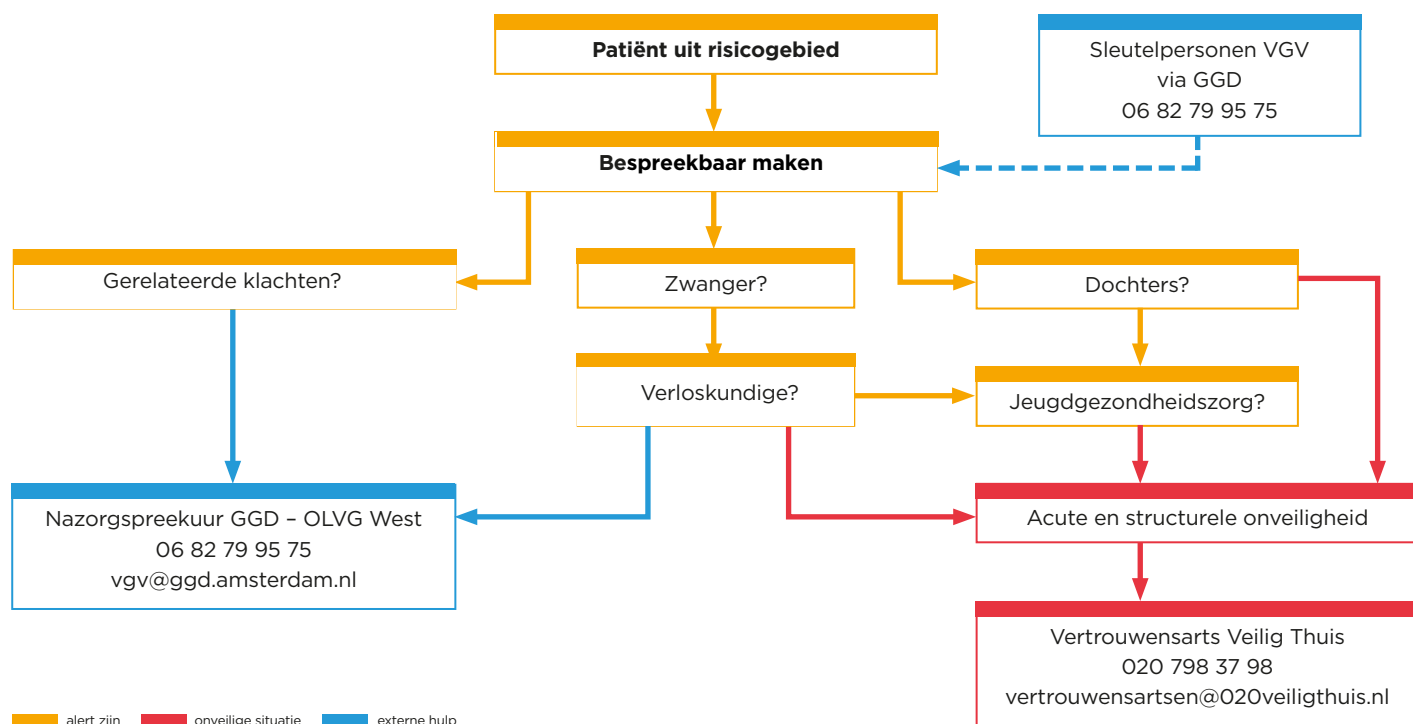 Patiënt uit risicogebied
Sleutelpersonen VGV
via GGD
06 82 79 95 75
Bespreekbaar maken
Gerelateerde klachten?
Zwanger?
Dochters?
Verloskundige?
Jeugdgezondheidszorg?
Nazorgspreekuur GGD – OLVG West
06 82 79 95 75
vgv@ggd.amsterdam.nl
Acute en structurele onveiligheid
Vertrouwensarts Veilig Thuis
020 798 37 98
vertrouwensartsen@020veiligthuis.nl
alert zijn
onveilige situatie
externe hulp